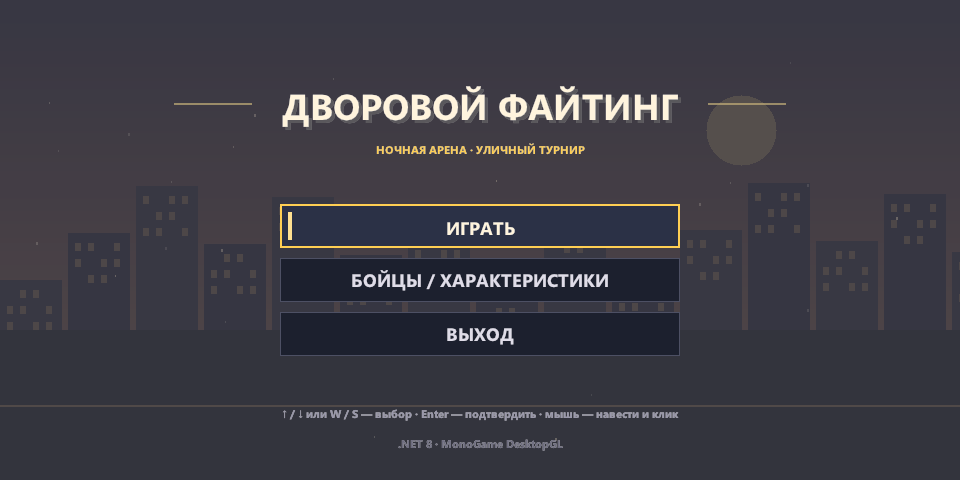 ДВОРОВОЙ ФАЙТИНГ
НОЧНАЯ АРЕНА · УЛИЧНЫЙ ТУРНИР
ИГРАТЬ
БОЙЦЫ / ХАРАКТЕРИСТИКИ
ВЫХОД
↑ / ↓ или W / S — выбор · Enter — подтвердить · мышь — навести и клик
.NET 8 · MonoGame DesktopGL